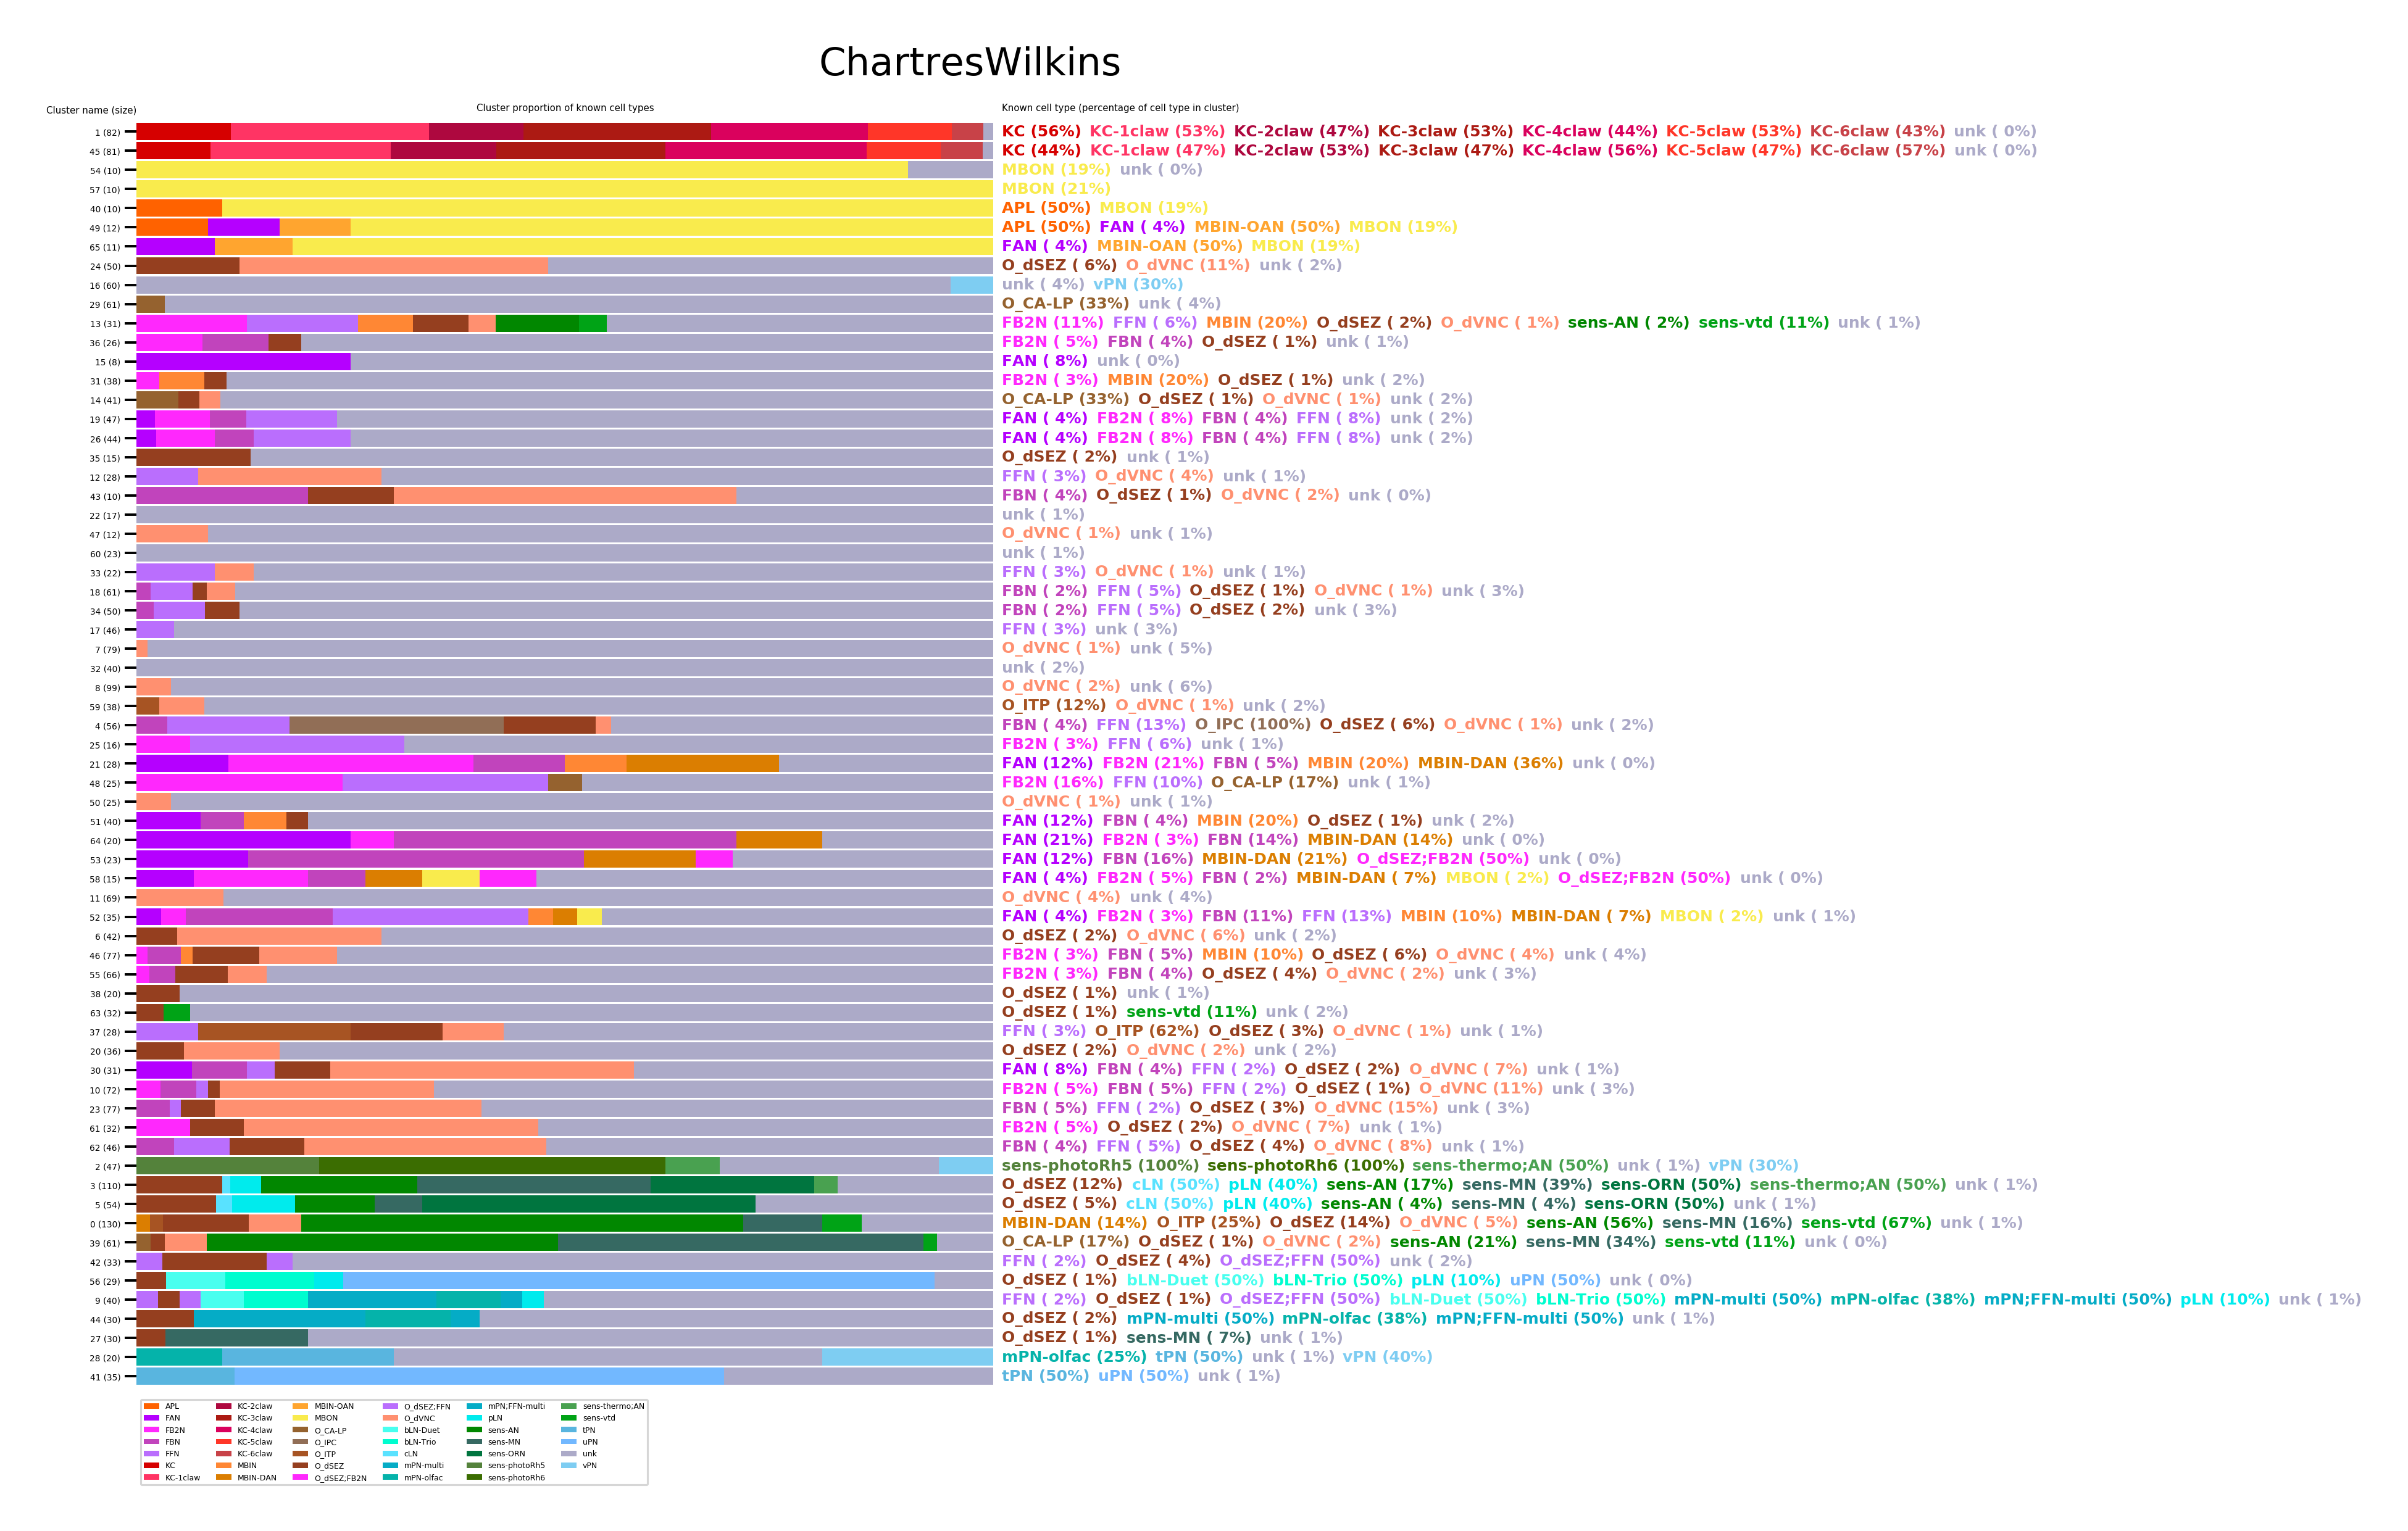 ChartresWilkins
Cluster name (size) Cluster proportion of known cell types Known cell type (percentage of cell type in cluster)
1 (82) KC (56%) KC-1claw (53%) KC-2claw (47%) KC-3claw (53%) KC-4claw (44%) KC-5claw (53%) KC-6claw (43%) unk ( 0%)
45 (81) KC (44%) KC-1claw (47%) KC-2claw (53%) KC-3claw (47%) KC-4claw (56%) KC-5claw (47%) KC-6claw (57%) unk ( 0%)
54 (10) MBON (19%) unk ( 0%)
57 (10) MBON (21%)
40 (10) APL (50%) MBON (19%)
49 (12) APL (50%) FAN ( 4%) MBIN-OAN (50%) MBON (19%)
65 (11) FAN ( 4%) MBIN-OAN (50%) MBON (19%)
24 (50) O_dSEZ ( 6%) O_dVNC (11%) unk ( 2%)
16 (60) unk ( 4%) vPN (30%)
29 (61) O_CA-LP (33%) unk ( 4%)
13 (31) FB2N (11%) FFN ( 6%) MBIN (20%) O_dSEZ ( 2%) O_dVNC ( 1%) sens-AN ( 2%) sens-vtd (11%) unk ( 1%)
36 (26) FB2N ( 5%) FBN ( 4%) O_dSEZ ( 1%) unk ( 1%)
15 (8) FAN ( 8%) unk ( 0%)
31 (38) FB2N ( 3%) MBIN (20%) O_dSEZ ( 1%) unk ( 2%)
14 (41) O_CA-LP (33%) O_dSEZ ( 1%) O_dVNC ( 1%) unk ( 2%)
19 (47) FAN ( 4%) FB2N ( 8%) FBN ( 4%) FFN ( 8%) unk ( 2%)
26 (44) FAN ( 4%) FB2N ( 8%) FBN ( 4%) FFN ( 8%) unk ( 2%)
35 (15) O_dSEZ ( 2%) unk ( 1%)
12 (28) FFN ( 3%) O_dVNC ( 4%) unk ( 1%)
43 (10) FBN ( 4%) O_dSEZ ( 1%) O_dVNC ( 2%) unk ( 0%)
22 (17) unk ( 1%)
47 (12) O_dVNC ( 1%) unk ( 1%)
60 (23) unk ( 1%)
33 (22) FFN ( 3%) O_dVNC ( 1%) unk ( 1%)
18 (61) FBN ( 2%) FFN ( 5%) O_dSEZ ( 1%) O_dVNC ( 1%) unk ( 3%)
34 (50) FBN ( 2%) FFN ( 5%) O_dSEZ ( 2%) unk ( 3%)
17 (46) FFN ( 3%) unk ( 3%)
7 (79) O_dVNC ( 1%) unk ( 5%)
32 (40) unk ( 2%)
8 (99) O_dVNC ( 2%) unk ( 6%)
59 (38) O_ITP (12%) O_dVNC ( 1%) unk ( 2%)
4 (56) FBN ( 4%) FFN (13%) O_IPC (100%) O_dSEZ ( 6%) O_dVNC ( 1%) unk ( 2%)
25 (16) FB2N ( 3%) FFN ( 6%) unk ( 1%)
21 (28) FAN (12%) FB2N (21%) FBN ( 5%) MBIN (20%) MBIN-DAN (36%) unk ( 0%)
48 (25) FB2N (16%) FFN (10%) O_CA-LP (17%) unk ( 1%)
50 (25) O_dVNC ( 1%) unk ( 1%)
51 (40) FAN (12%) FBN ( 4%) MBIN (20%) O_dSEZ ( 1%) unk ( 2%)
64 (20) FAN (21%) FB2N ( 3%) FBN (14%) MBIN-DAN (14%) unk ( 0%)
53 (23) FAN (12%) FBN (16%) MBIN-DAN (21%) O_dSEZ;FB2N (50%) unk ( 0%)
58 (15) FAN ( 4%) FB2N ( 5%) FBN ( 2%) MBIN-DAN ( 7%) MBON ( 2%) O_dSEZ;FB2N (50%) unk ( 0%)
11 (69) O_dVNC ( 4%) unk ( 4%)
52 (35) FAN ( 4%) FB2N ( 3%) FBN (11%) FFN (13%) MBIN (10%) MBIN-DAN ( 7%) MBON ( 2%) unk ( 1%)
6 (42) O_dSEZ ( 2%) O_dVNC ( 6%) unk ( 2%)
46 (77) FB2N ( 3%) FBN ( 5%) MBIN (10%) O_dSEZ ( 6%) O_dVNC ( 4%) unk ( 4%)
55 (66) FB2N ( 3%) FBN ( 4%) O_dSEZ ( 4%) O_dVNC ( 2%) unk ( 3%)
38 (20) O_dSEZ ( 1%) unk ( 1%)
63 (32) O_dSEZ ( 1%) sens-vtd (11%) unk ( 2%)
37 (28) FFN ( 3%) O_ITP (62%) O_dSEZ ( 3%) O_dVNC ( 1%) unk ( 1%)
20 (36) O_dSEZ ( 2%) O_dVNC ( 2%) unk ( 2%)
30 (31) FAN ( 8%) FBN ( 4%) FFN ( 2%) O_dSEZ ( 2%) O_dVNC ( 7%) unk ( 1%)
10 (72) FB2N ( 5%) FBN ( 5%) FFN ( 2%) O_dSEZ ( 1%) O_dVNC (11%) unk ( 3%)
23 (77) FBN ( 5%) FFN ( 2%) O_dSEZ ( 3%) O_dVNC (15%) unk ( 3%)
61 (32) FB2N ( 5%) O_dSEZ ( 2%) O_dVNC ( 7%) unk ( 1%)
62 (46) FBN ( 4%) FFN ( 5%) O_dSEZ ( 4%) O_dVNC ( 8%) unk ( 1%)
2 (47) sens-photoRh5 (100%) sens-photoRh6 (100%) sens-thermo;AN (50%) unk ( 1%) vPN (30%)
3 (110) O_dSEZ (12%) cLN (50%) pLN (40%) sens-AN (17%) sens-MN (39%) sens-ORN (50%) sens-thermo;AN (50%) unk ( 1%)
5 (54) O_dSEZ ( 5%) cLN (50%) pLN (40%) sens-AN ( 4%) sens-MN ( 4%) sens-ORN (50%) unk ( 1%)
0 (130) MBIN-DAN (14%) O_ITP (25%) O_dSEZ (14%) O_dVNC ( 5%) sens-AN (56%) sens-MN (16%) sens-vtd (67%) unk ( 1%)
39 (61) O_CA-LP (17%) O_dSEZ ( 1%) O_dVNC ( 2%) sens-AN (21%) sens-MN (34%) sens-vtd (11%) unk ( 0%)
42 (33) FFN ( 2%) O_dSEZ ( 4%) O_dSEZ;FFN (50%) unk ( 2%)
56 (29) O_dSEZ ( 1%) bLN-Duet (50%) bLN-Trio (50%) pLN (10%) uPN (50%) unk ( 0%)
9 (40) FFN ( 2%) O_dSEZ ( 1%) O_dSEZ;FFN (50%) bLN-Duet (50%) bLN-Trio (50%) mPN-multi (50%) mPN-olfac (38%) mPN;FFN-multi (50%) pLN (10%) unk ( 1%)
44 (30) O_dSEZ ( 2%) mPN-multi (50%) mPN-olfac (38%) mPN;FFN-multi (50%) unk ( 1%)
27 (30) O_dSEZ ( 1%) sens-MN ( 7%) unk ( 1%)
28 (20) mPN-olfac (25%) tPN (50%) unk ( 1%) vPN (40%)
41 (35) tPN (50%) uPN (50%) unk ( 1%)
APL KC-2claw MBIN-OAN O_dSEZ;FFN mPN;FFN-multi sens-thermo;AN
FAN KC-3claw MBON O_dVNC pLN sens-vtd
FB2N KC-4claw O_CA-LP bLN-Duet sens-AN tPN
FBN KC-5claw O_IPC bLN-Trio sens-MN uPN
FFN KC-6claw O_ITP cLN sens-ORN unk
KC MBIN O_dSEZ mPN-multi sens-photoRh5 vPN
KC-1claw MBIN-DAN O_dSEZ;FB2N mPN-olfac sens-photoRh6